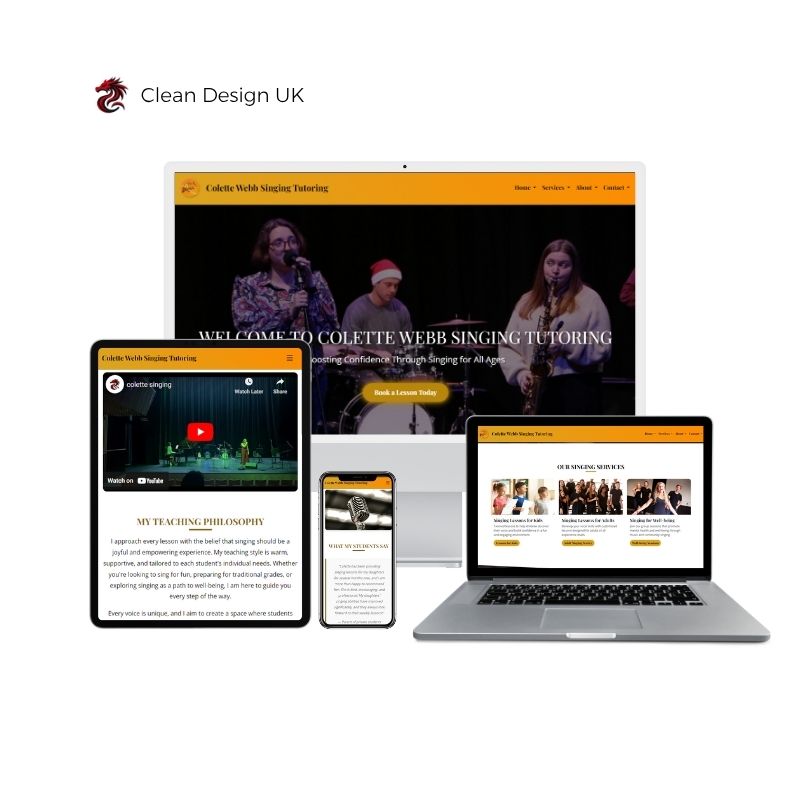 Clean Design UK
Colette Webb Singing Tutoring
Home Services About Contact
WELCOME TO COLETTE WEBB SINGING TUTORING
oosting Confidence Through Singing for All Ages
Book a Lesson Today
Colette Webb Singing Tutoring
colette singing
Watch Later Share
Watch on YouTube
MY TEACHING PHILOSOPHY
I approach every lesson with the belief that singing should be a
joyful and empowering experience. My teaching style is warm,
supportive, and tailored to each student's individual needs. Whether
you're looking to sing for fun, preparing for traditional grades, or
exploring singing as a path to well-being, I am here to guide you
every step of the way.
Every voice is unique, and I aim to create a space where students
Colette Webb Singing Tutoring
WHAT MY STUDENTS SAY
Colette Webb Singing Tutoring
Home Services About Contact
OUR SINGING SERVICES
Singing Lessons for Kids
Singing Lessons for Adults
Singing for Well-being